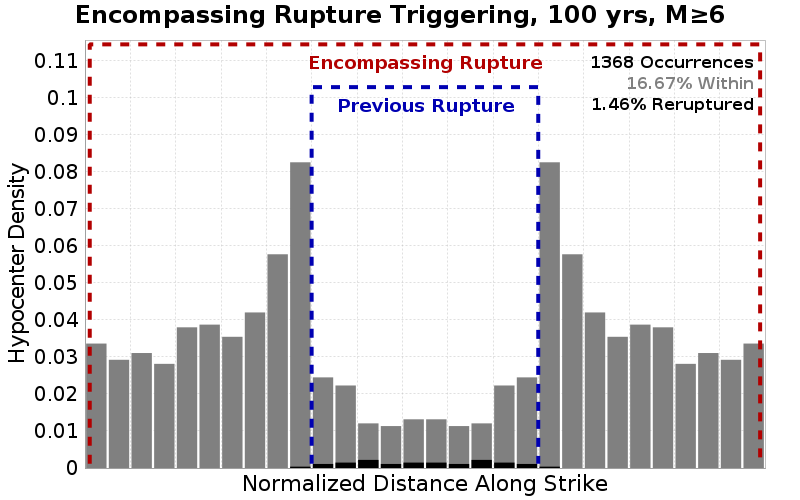 Encompassing Rupture Triggering, 100 yrs, M≥6
Encompassing Rupture
1368 Occurrences
16.67% Within
1.46% Reruptured
Previous Rupture
Hypocenter Density
0.11
0.1
0.09
0.08
0.07
0.06
0.05
0.04
0.03
0.02
0.01
0
Normalized Distance Along Strike